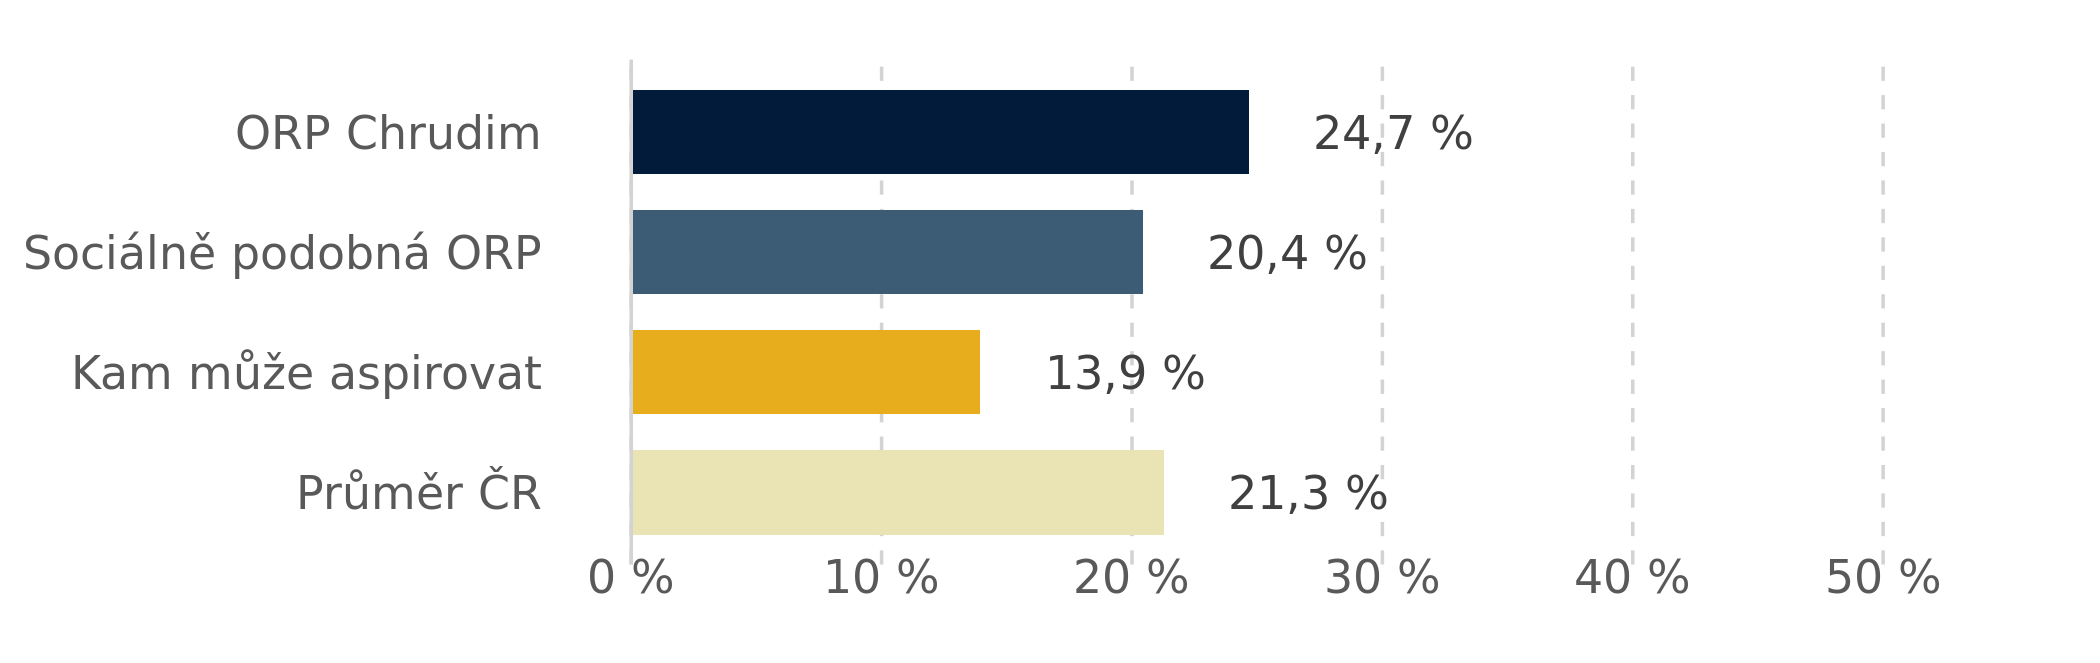 ORP Chrudim 24,7 %
Sociálně podobná ORP 20,4 %
Kam může aspirovat 13,9 %
Průměr ČR 21,3 %
0 % 10 % 20 % 30 % 40 % 50 %